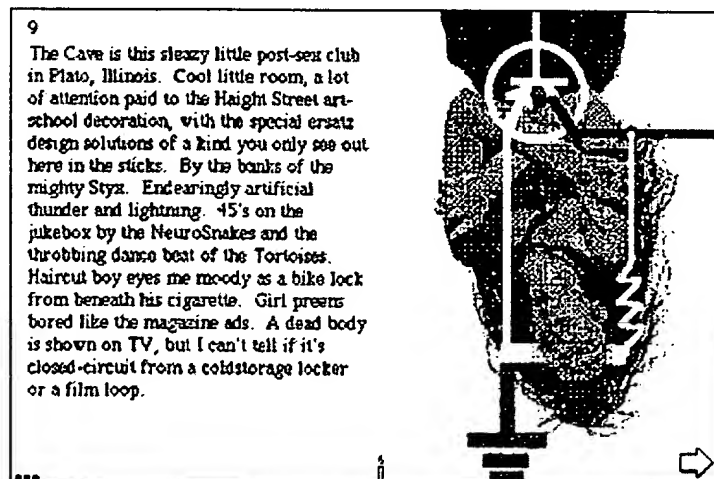 9
The Cave is this sleazy little post-sex club
in Plato, Illinois. Cool little room, a lot
of attention paid to the Haight Street art-
school decoration, with the special ersatz
design solutions of a kind you only see out
here in the sticks. By the banks of the
mighty Styx. Endearingly artificial
thunder and lightning. 45's on the
jukebox by the NeuroSnakes and the
throbbing dance beat of the Tortoises.
Haircut boy eyes me moody as a bike lock
from beneath his cigarette. Girl preens
bored like the magazine ads. A dead body
is shown on TV, but I can't tell if it's
closed-circuit from a coldstorage locker
or a film loop.